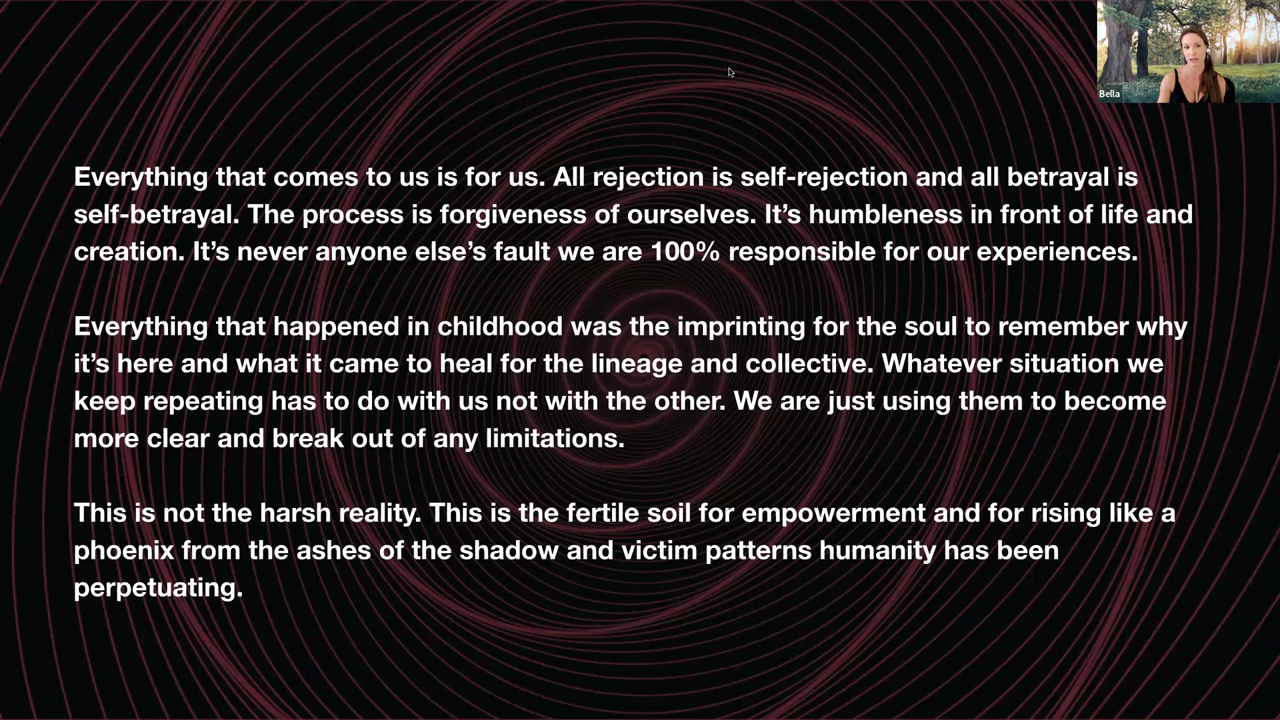 Bella
Everything that comes to us is for us. All rejection is self-rejection and all betrayal is
self-betrayal. The process is forgiveness of ourselves. It’s humbleness in front of life and
creation. It’s never anyone else’s fault we are 100% responsible for our experiences.
Everything that happened in childhood was the imprinting for the soul to remember why
it’s here and what it came to heal for the lineage and collective. Whatever situation we
keep repeating has to do with us not with the other. We are just using them to become
more clear and break out of any limitations.
This is not the harsh reality. This is the fertile soil for empowerment and for rising like a
phoenix from the ashes of the shadow and victim patterns humanity has been
perpetuating.